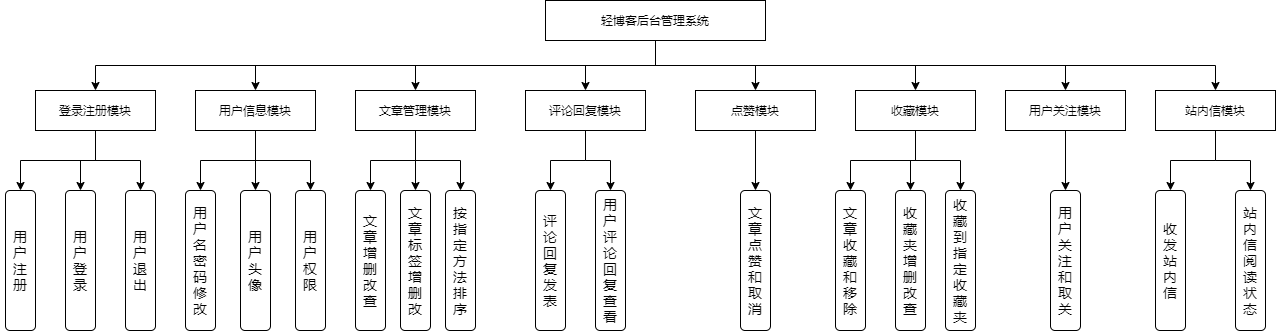 轻博客后台管理系统
登录注册模块
用户信息模块
文章管理模块
评论回复模块
点赞模块
收藏模块
用户关注模块
站内信模块
用户注册
用户登录
用户退出
用户名密码修改
用户头像
用户权限
文章增删改查
文章标签增删改
按指定方法排序
评论回复发表
用户评论回复查看
文章点赞和取消
文章收藏和移除
收藏夹增删改查
收藏到指定收藏夹
用户关注和取关
收发站内信
站内信阅读状态